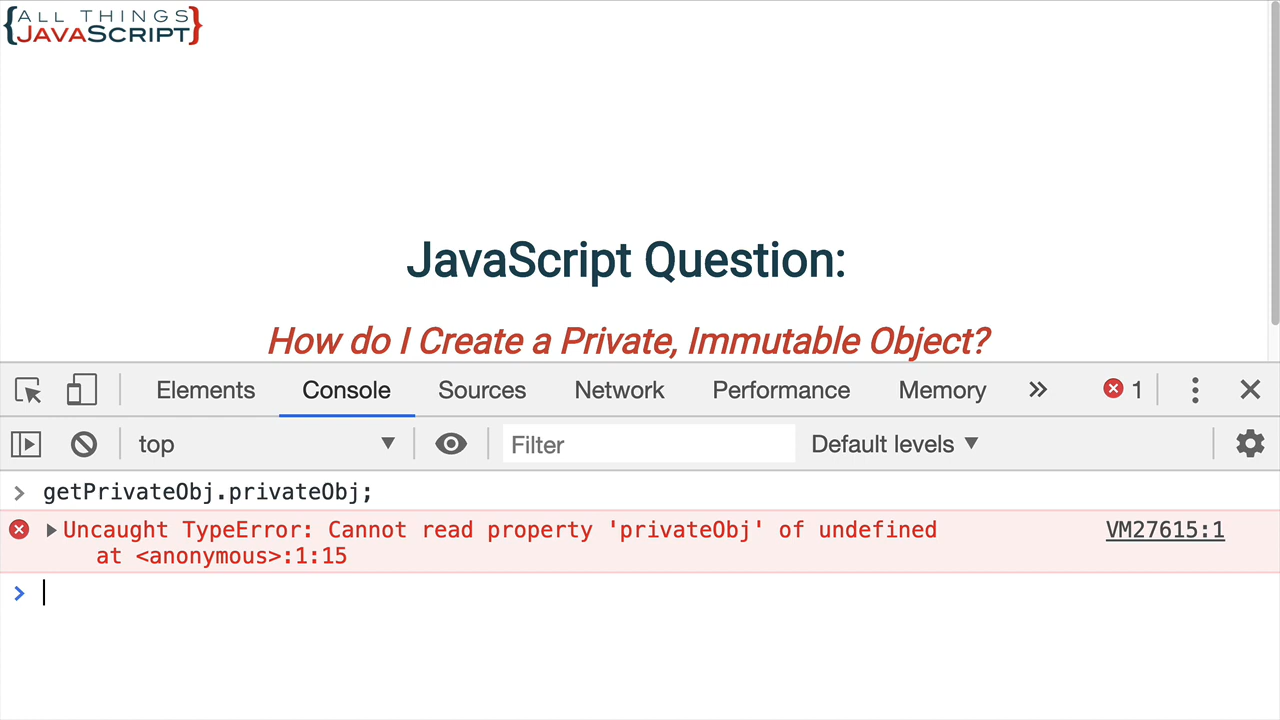 {ALL THINGS
JAVASCRIPT}
JavaScript Question:
How do I Create a Private, Immutable Object?
Elements Console Sources Network Performance Memory » 1
top Filter Default levels
> getPrivateObj.privateObj;
Uncaught TypeError: Cannot read property 'privateObj' of undefined VM27615:1
at <anonymous>:1:15
>